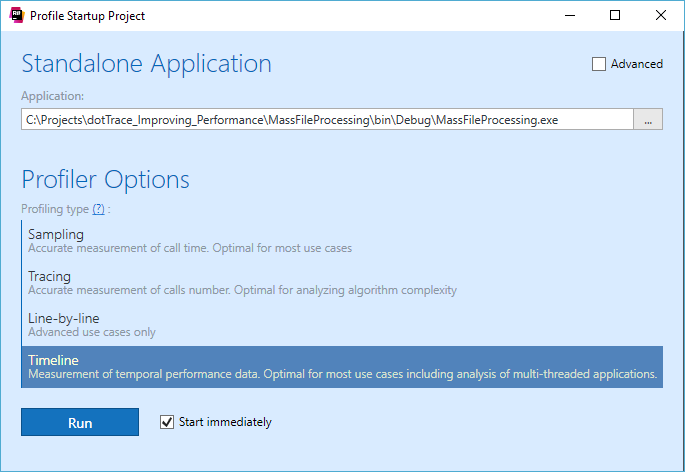 Profile Startup Project
Standalone Application
Advanced
Application:
C:\Projects\dotTrace_Improving_Performance\MassFileProcessing\bin\Debug\MassFileProcessing.exe
...
Profiler Options
Profiling type (?) :
Sampling
Accurate measurement of call time. Optimal for most use cases
Tracing
Accurate measurement of calls number. Optimal for analyzing algorithm complexity
Line-by-line
Advanced use cases only
Timeline
Measurement of temporal performance data. Optimal for most use cases including analysis of multi-threaded applications.
Run
Start immediately